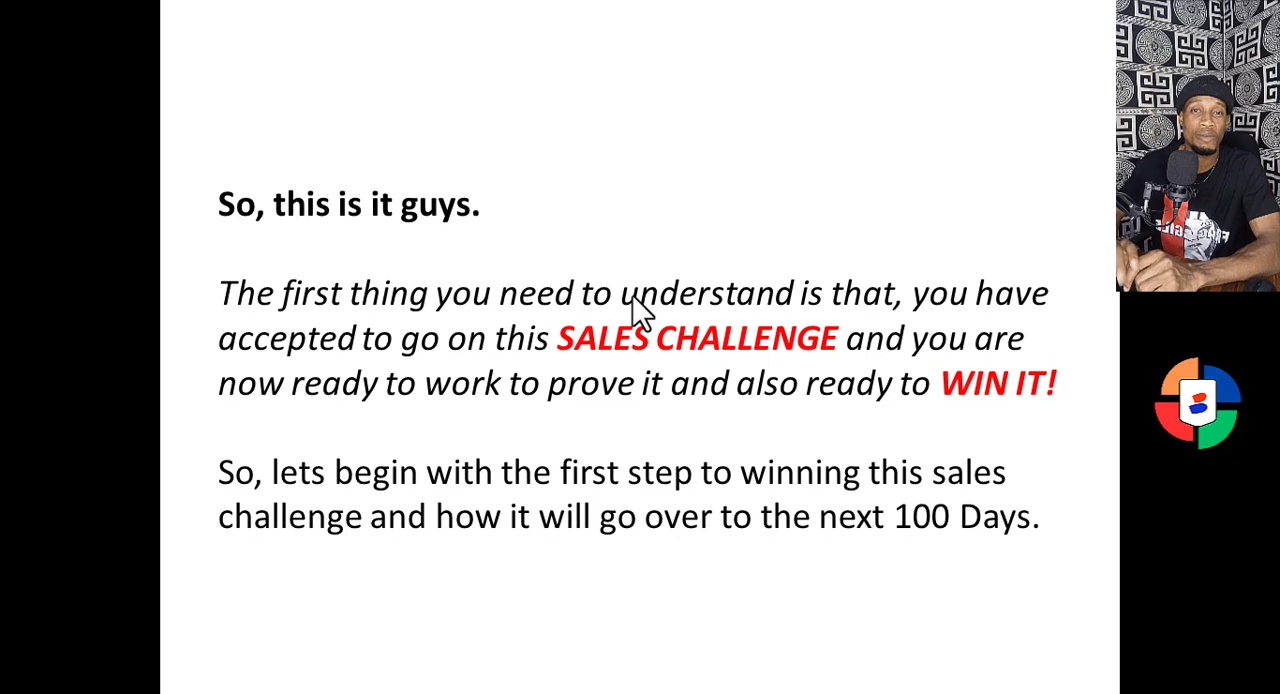 So, this is it guys.
The first thing you need to understand is that, you have
accepted to go on this SALES CHALLENGE and you are
now ready to work to prove it and also ready to WIN IT!
So, lets begin with the first step to winning this sales
challenge and how it will go over to the next 100 Days.